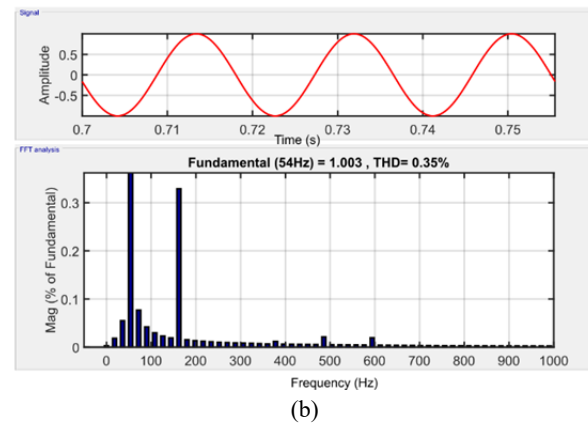 Signal
Amplitude
0.5
0
-0.5
0.7 0.71 0.72 0.73 0.74 0.75
Time (s)
FFT analysis
Fundamental (54Hz) = 1.003 , THD= 0.35%
Mag (% of Fundamental)
0.3
0.2
0.1
0
0 100 200 300 400 500 600 700 800 900 1000
Frequency (Hz)
(b)